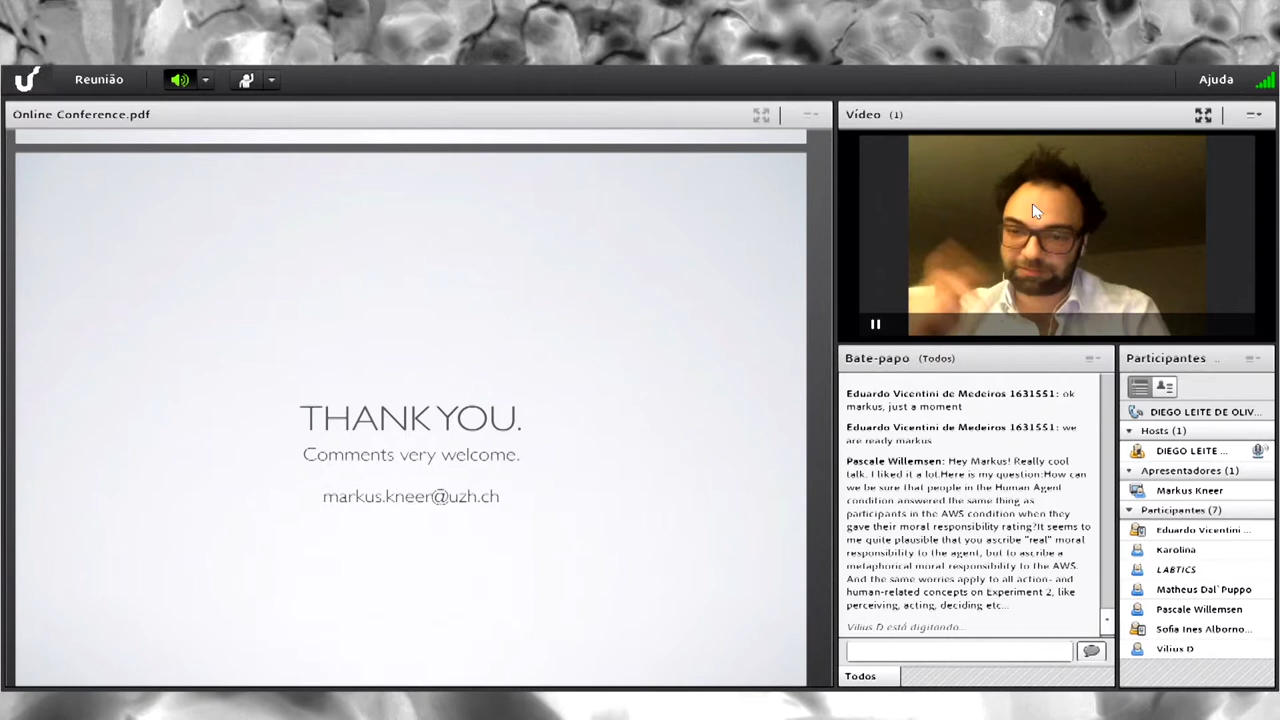 Reunião
Ajuda
Online Conference.pdf
THANK YOU.
Comments very welcome.
markus.kneer@uzh.ch
Vídeo (1)
Bate-papo (Todos)
Eduardo Vicentini de Medeiros 1631551: ok
markus, just a moment
Eduardo Vicentini de Medeiros 1631551: we
are ready markus
Pascale Willemsen: Hey Markus! Really cool
talk. I liked it a lot.Here is my question:How can
we be sure that people in the Human Agent
condition answered the same thing as
participants in the AWS condition when they
gave their moral responsibility rating?It seems to
me quite plausible that you ascribe "real" moral
responsibility to the agent, but to ascribe a
metaphorical moral responsibility to the AWS.
And the same worries apply to all action- and
human-related concepts on Experiment 2, like
perceiving, acting, deciding etc...
Vilius D está digitando...
Todos
Participantes ..
DIEGO LEITE DE OLIV...
Hosts (1)
DIEGO LEITE ...
Apresentadores (1)
Markus Kneer
Participantes (7)
Eduardo Vicentini ...
Karolina
LABTICS
Matheus Dal`Puppo
Pascale Willemsen
Sofia Ines Alborno...
Vilius D